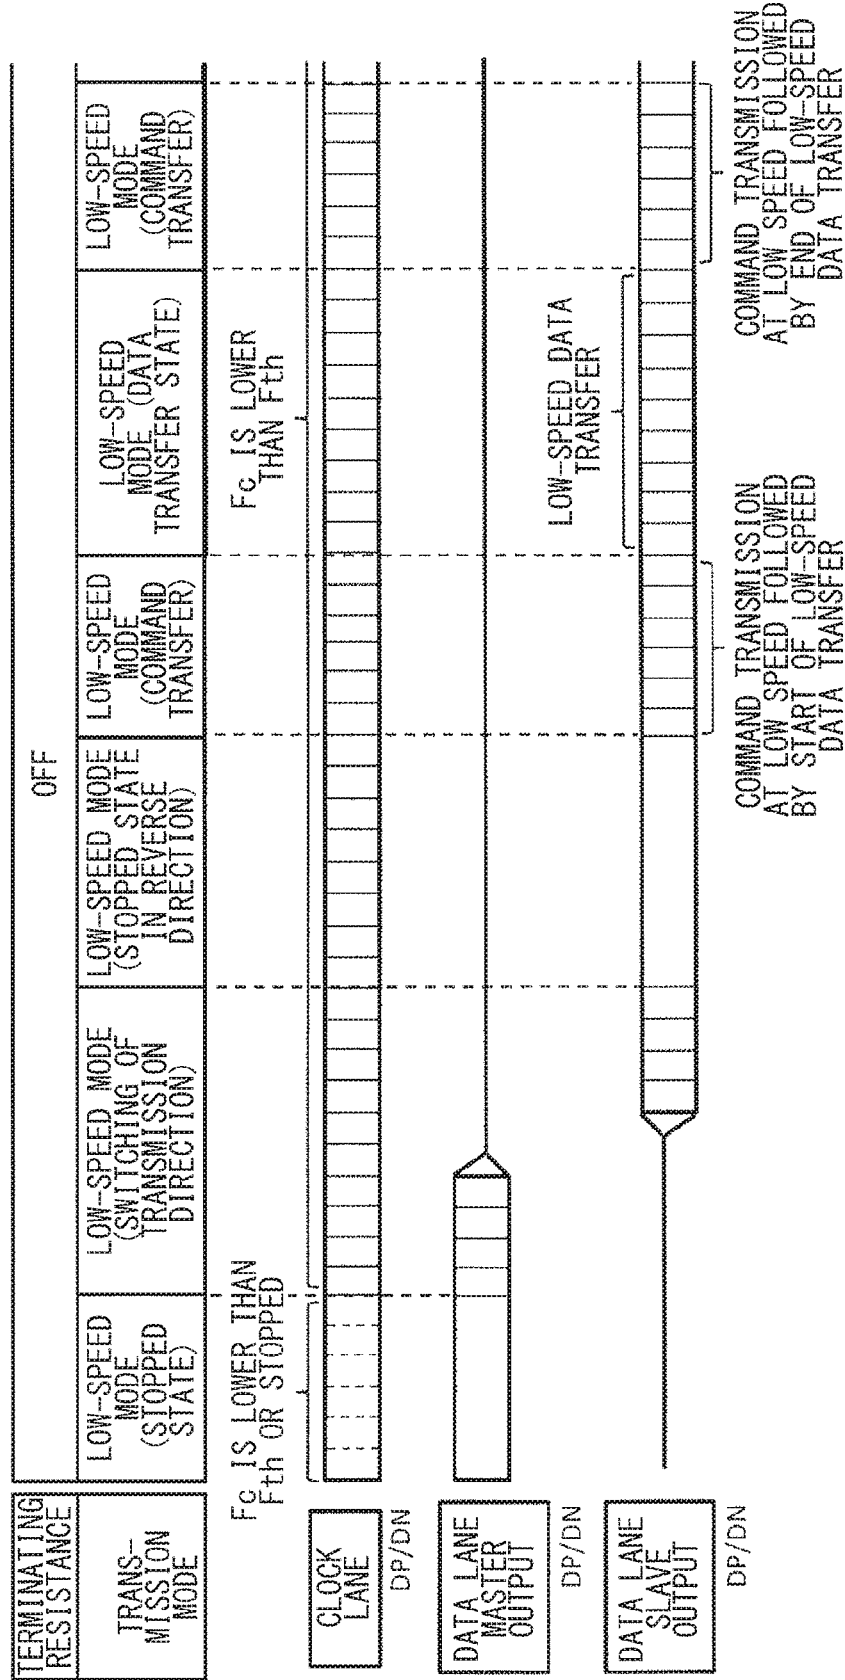 TERMINATING
RESISTANCE
OFF
TRANS-
MISSION
MODE
LOW-SPEED
MODE
(STOPPED
STATE)
LOW-SPEED MODE
(SWITCHING OF
TRANSMISSION
DIRECTION)
LOW-SPEED MODE
(STOPPED STATE
IN REVERSE
DIRECTION)
LOW-SPEED
MODE
(COMMAND
TRANSFER)
LOW-SPEED
MODE (DATA
TRANSFER STATE)
LOW-SPEED
MODE
(COMMAND
TRANSFER)
Fc IS LOWER THAN
Fth OR STOPPED
Fc IS LOWER
THAN Fth
CLOCK
LANE
DP/DN
DATA LANE
MASTER
OUTPUT
DP/DN
LOW-SPEED DATA
TRANSFER
DATA LANE
SLAVE
OUTPUT
DP/DN
COMMAND TRANSMISSION
AT LOW SPEED FOLLOWED
BY START OF LOW-SPEED
DATA TRANSFER
COMMAND TRANSMISSION
AT LOW SPEED FOLLOWED
BY END OF LOW-SPEED
DATA TRANSFER